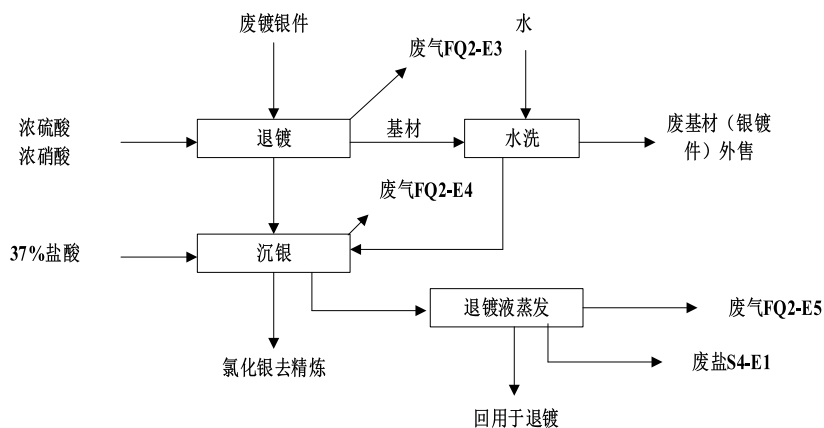 废镀银件
废气FQ2-E3
水
浓硫酸
浓硝酸
退镀
基材
水洗
废基材（银镀
件）外售
废气FQ2-E4
37%盐酸
沉银
退镀液蒸发
废气FQ2-E5
氯化银去精炼
废盐S4-E1
回用于退镀